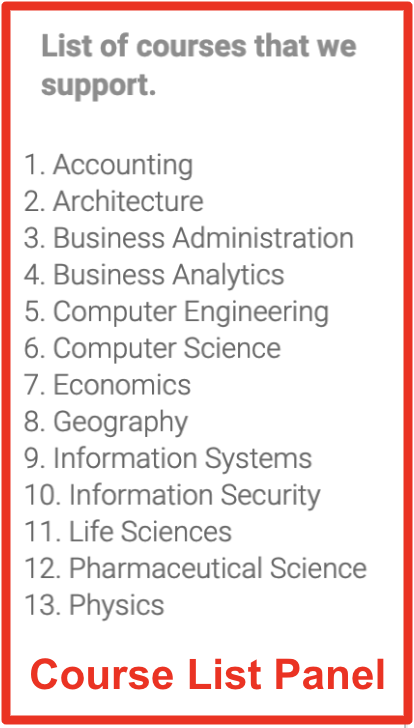 List of courses that we
support.
1. Accounting
2. Architecture
3. Business Administration
4. Business Analytics
5. Computer Engineering
6. Computer Science
7. Economics
8. Geography
9. Information Systems
10. Information Security
11. Life Sciences
12. Pharmaceutical Science
13. Physics
Course List Panel